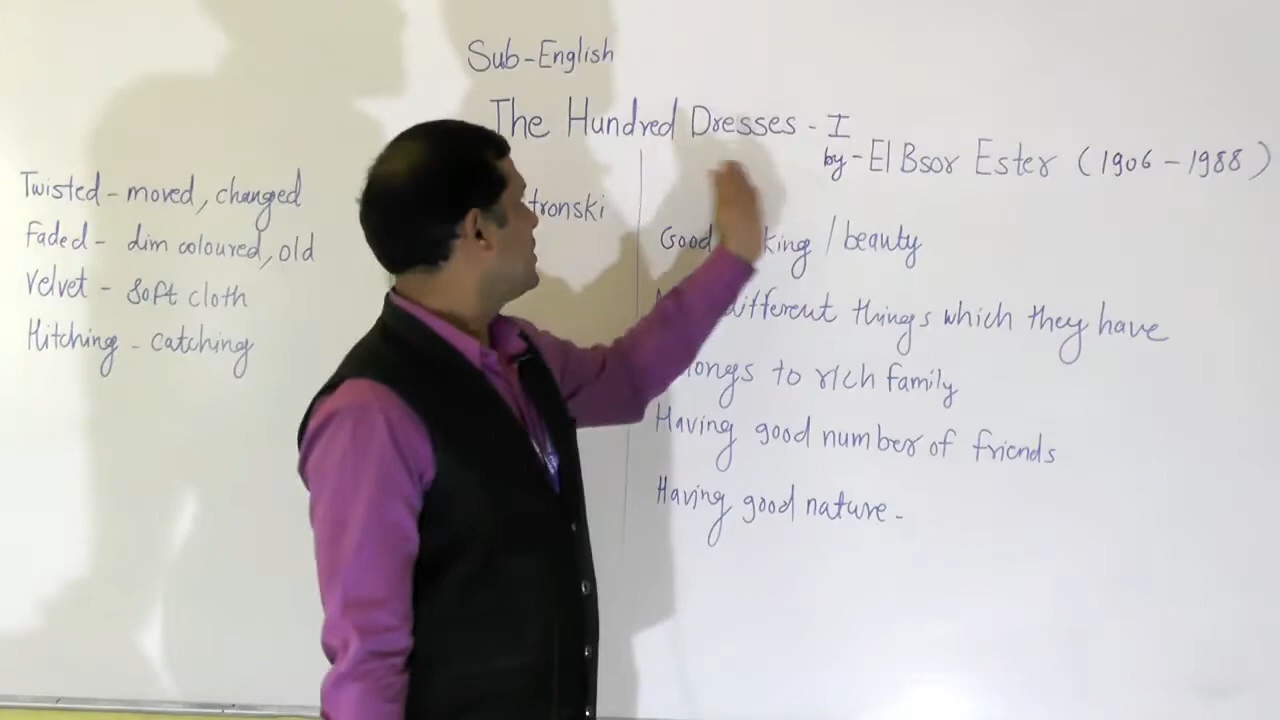 Sub-English
The Hundred Dresses - I
by - El Bsor Ester (1906 - 1988)
Twisted - moved, changed
Faded - dim coloured, old
Velvet - soft cloth
Hitching - catching
tronski
Good king / beauty
different things which they have
longs to rich family
Having good number of friends
Having good nature.